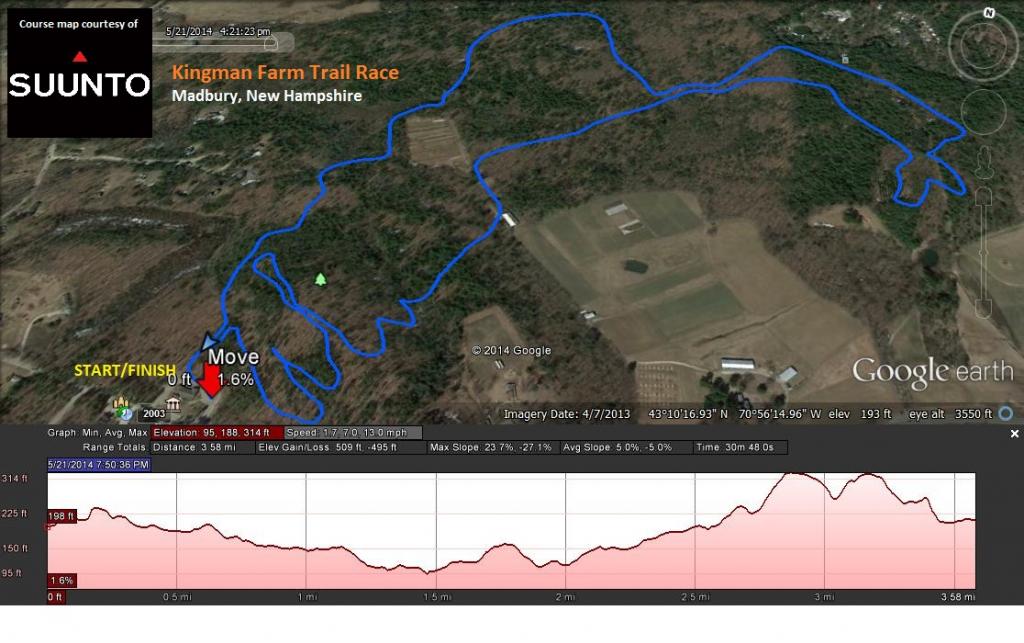 Course map courtesy of
SUUNTO
5/21/2014 4:21:23 pm
Kingman Farm Trail Race
Madbury, New Hampshire
N
Move
START/FINISH
0 ft 1.6%
2003
© 2014 Google
Google earth
Imagery Date: 4/7/2013 43°10'16.93" N 70°56'14.96" W elev 193 ft eye alt 3550 ft
Graph: Min, Avg, Max Elevation: 95, 188, 314 ft Speed: 1.7, 7.0, 13.0 mph
Range Totals: Distance: 3.58 mi Elev Gain/Loss: 509 ft, -495 ft Max Slope: 23.7%, -27.1% Avg Slope: 5.0%, -5.0% Time: 30m 48.0s
5/21/2014 7:50:36 PM
314 ft
225 ft
198 ft
150 ft
95 ft
1.6%
0 ft 0.5 mi 1 mi 1.5 mi 2 mi 2.5 mi 3 mi 3.58 mi